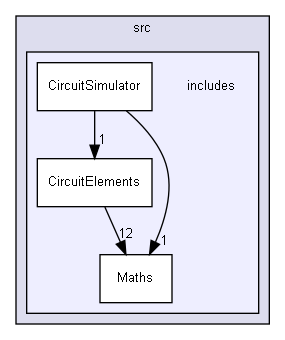 src
CircuitSimulator
includes
1
CircuitElements
12
1
Maths